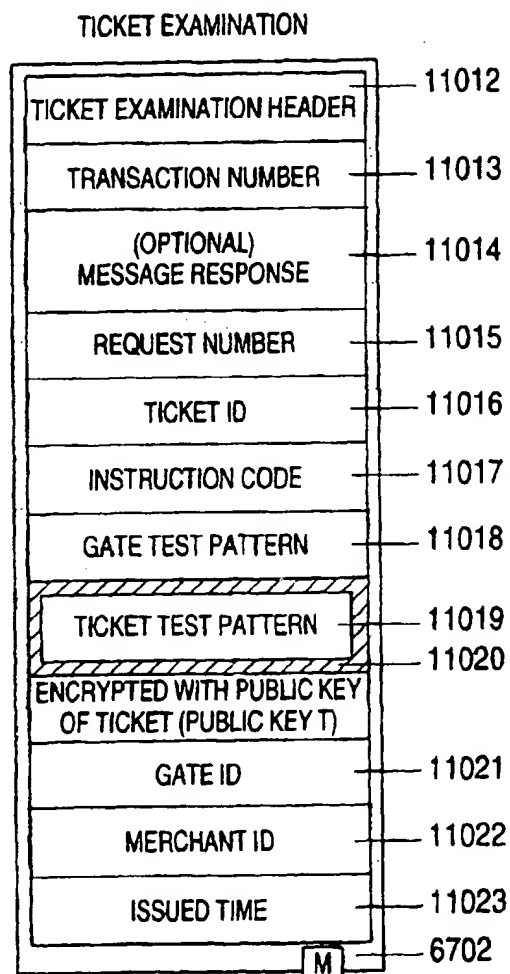 TICKET EXAMINATION
TICKET EXAMINATION HEADER 11012
TRANSACTION NUMBER 11013
(OPTIONAL)
MESSAGE RESPONSE 11014
REQUEST NUMBER 11015
TICKET ID 11016
INSTRUCTION CODE 11017
GATE TEST PATTERN 11018
TICKET TEST PATTERN 11019
11020
ENCRYPTED WITH PUBLIC KEY
OF TICKET (PUBLIC KEY T)
GATE ID 11021
MERCHANT ID 11022
ISSUED TIME 11023
M 6702